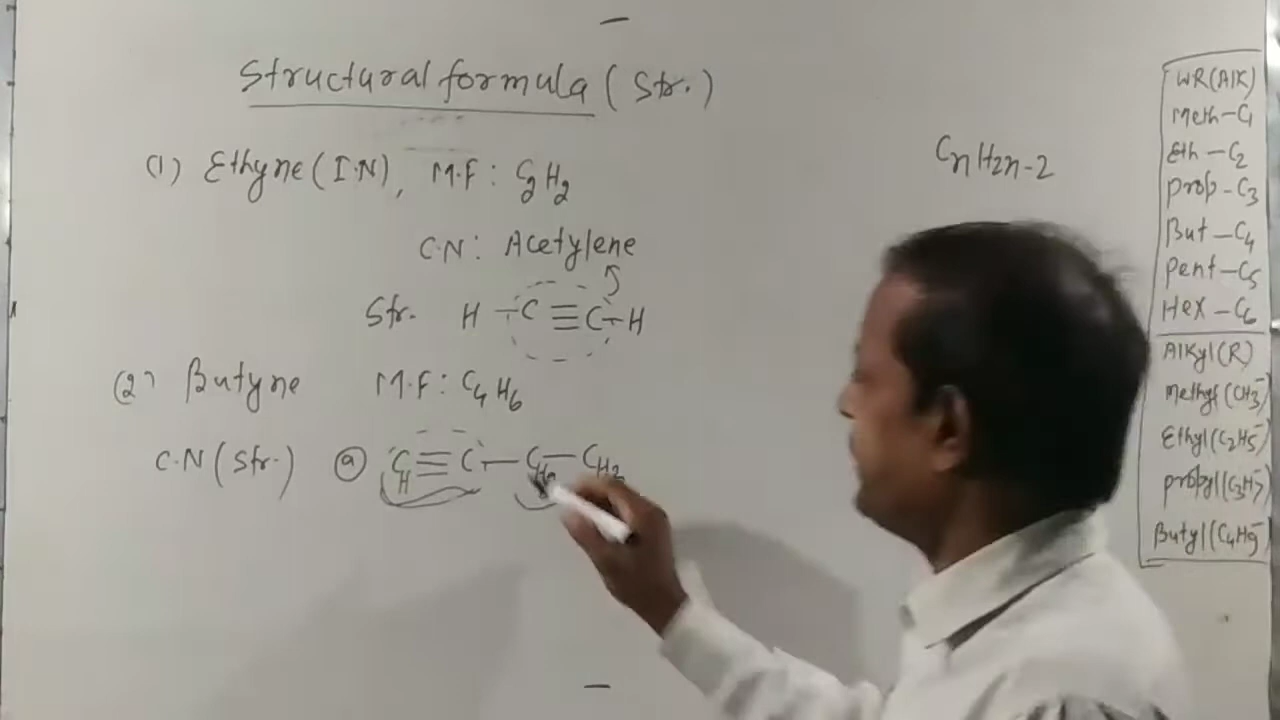 Structural formula (Str.)
(1) Ethyne (I.N), M.F : C2H2
C.N : Acetylene
Str. H - C ≡ C - H
(2) Butyne M.F : C4H6
C.N (Str.) (a) CH ≡ C - CH2 - CH3
CnH2n-2
WR (Alk)
Meth - C1
Eth - C2
Prop - C3
But - C4
Pent - C5
Hex - C6
Alkyl (R)
Methyl (CH3-)
Ethyl (C2H5-)
propyl (C3H7-)
Butyl (C4H9-)